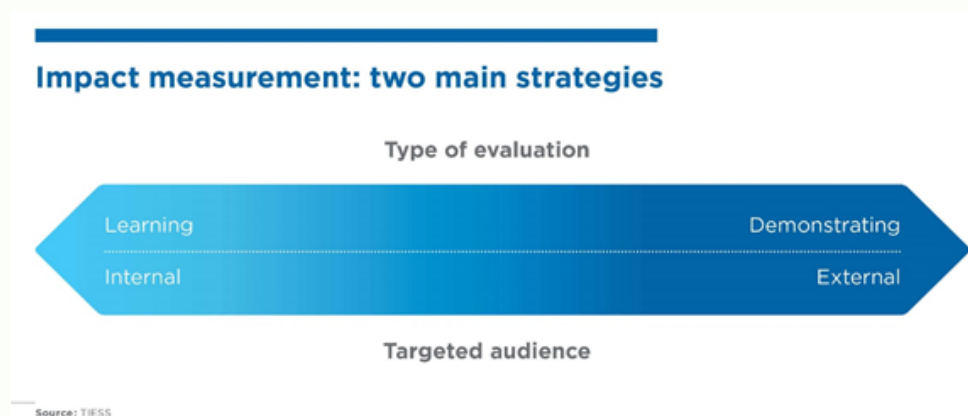 Impact measurement: two main strategies
Type of evaluation
Learning Demonstrating
Internal External
Targeted audience
Source: TIESS